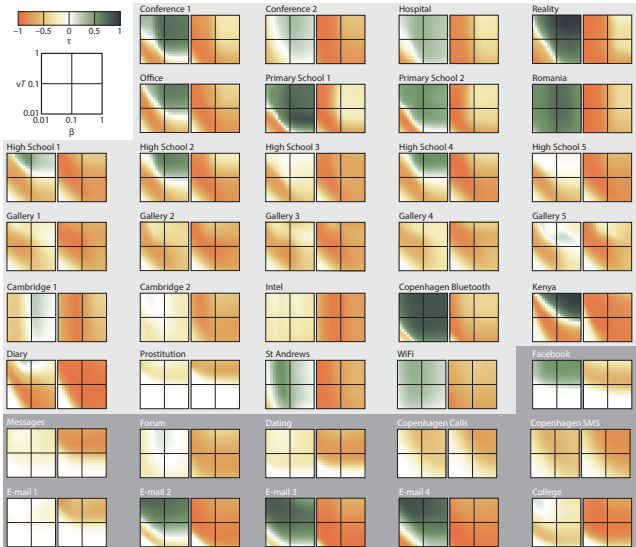 Conference 1 Conference 2 Hospital Reality
−1 −0.5 0 0.5 1
τ
1
νT 0.1
0.01
0.01 0.1 1
β
Office Primary School 1 Primary School 2 Romania
High School 1 High School 2 High School 3 High School 4 High School 5
Gallery 1 Gallery 2 Gallery 3 Gallery 4 Gallery 5
Cambridge 1 Cambridge 2 Intel Copenhagen Bluetooth Kenya
Diary Prostitution St Andrews WiFi Facebook
Messages Forum Dating Copenhagen Calls Copenhagen SMS
E-mail 1 E-mail 2 E-mail 3 E-mail 4 College